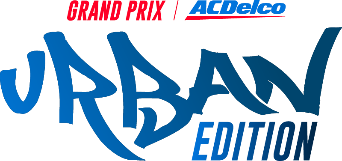 GRAND PRIX | ACDelco
URBAN
EDITION